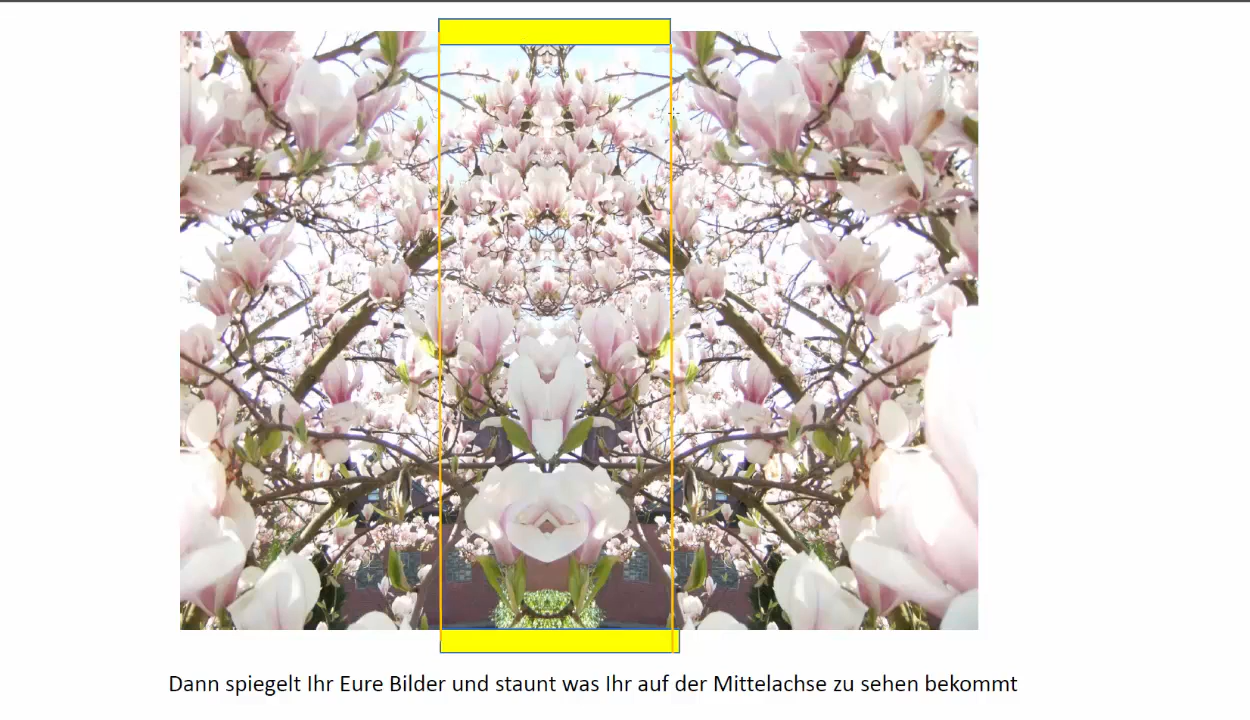 Dann spiegelt Ihr Eure Bilder und staunt was Ihr auf der Mittelachse zu sehen bekommt